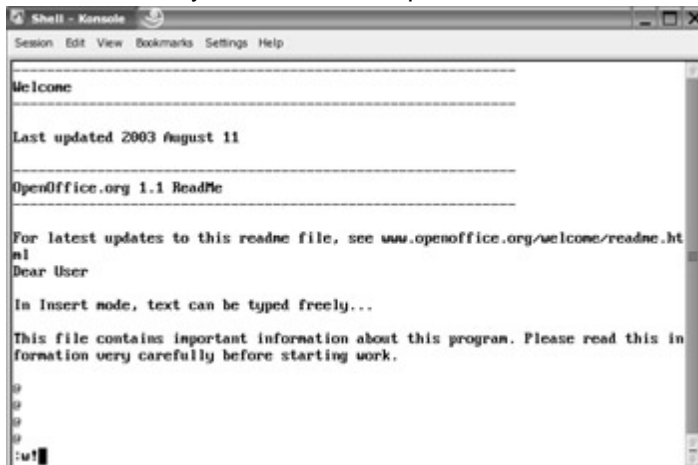 Shell - Konsole
Session Edit View Bookmarks Settings Help
--------------------------------------------------------------
Welcome
--------------------------------------------------------------
Last updated 2003 August 11
--------------------------------------------------------------
OpenOffice.org 1.1 ReadMe
--------------------------------------------------------------
For latest updates to this readme file, see www.openoffice.org/welcome/readme.ht
ml
Dear User
In Insert mode, text can be typed freely...
This file contains important information about this program. Please read this in
formation very carefully before starting work.
@
@
@
@
:w!